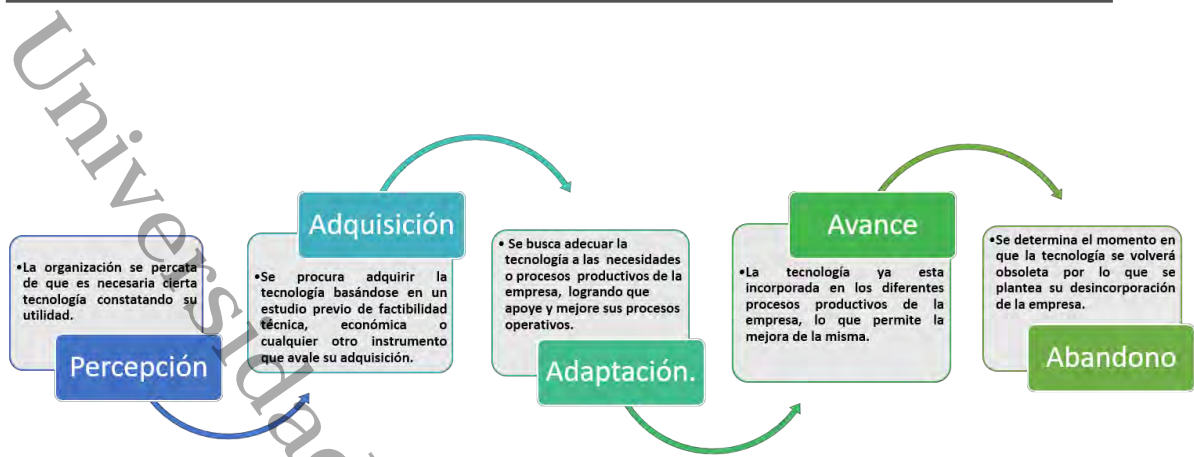 Universidad
•La organización se percata
de que es necesaria cierta
tecnología constatando su
utilidad.
Percepción
Adquisición
•Se procura adquirir la
tecnología basándose en un
estudio previo de factibilidad
técnica, económica o
cualquier otro instrumento
que avale su adquisición.
• Se busca adecuar la
tecnología a las necesidades
o procesos productivos de la
empresa, logrando que
apoye y mejore sus procesos
operativos.
Adaptación.
Avance
•La tecnología ya esta
incorporada en los diferentes
procesos productivos de la
empresa, lo que permite la
mejora de la misma.
•Se determina el momento en
que la tecnología se volverá
obsoleta por lo que se
plantea su desincorporación
de la empresa.
Abandono